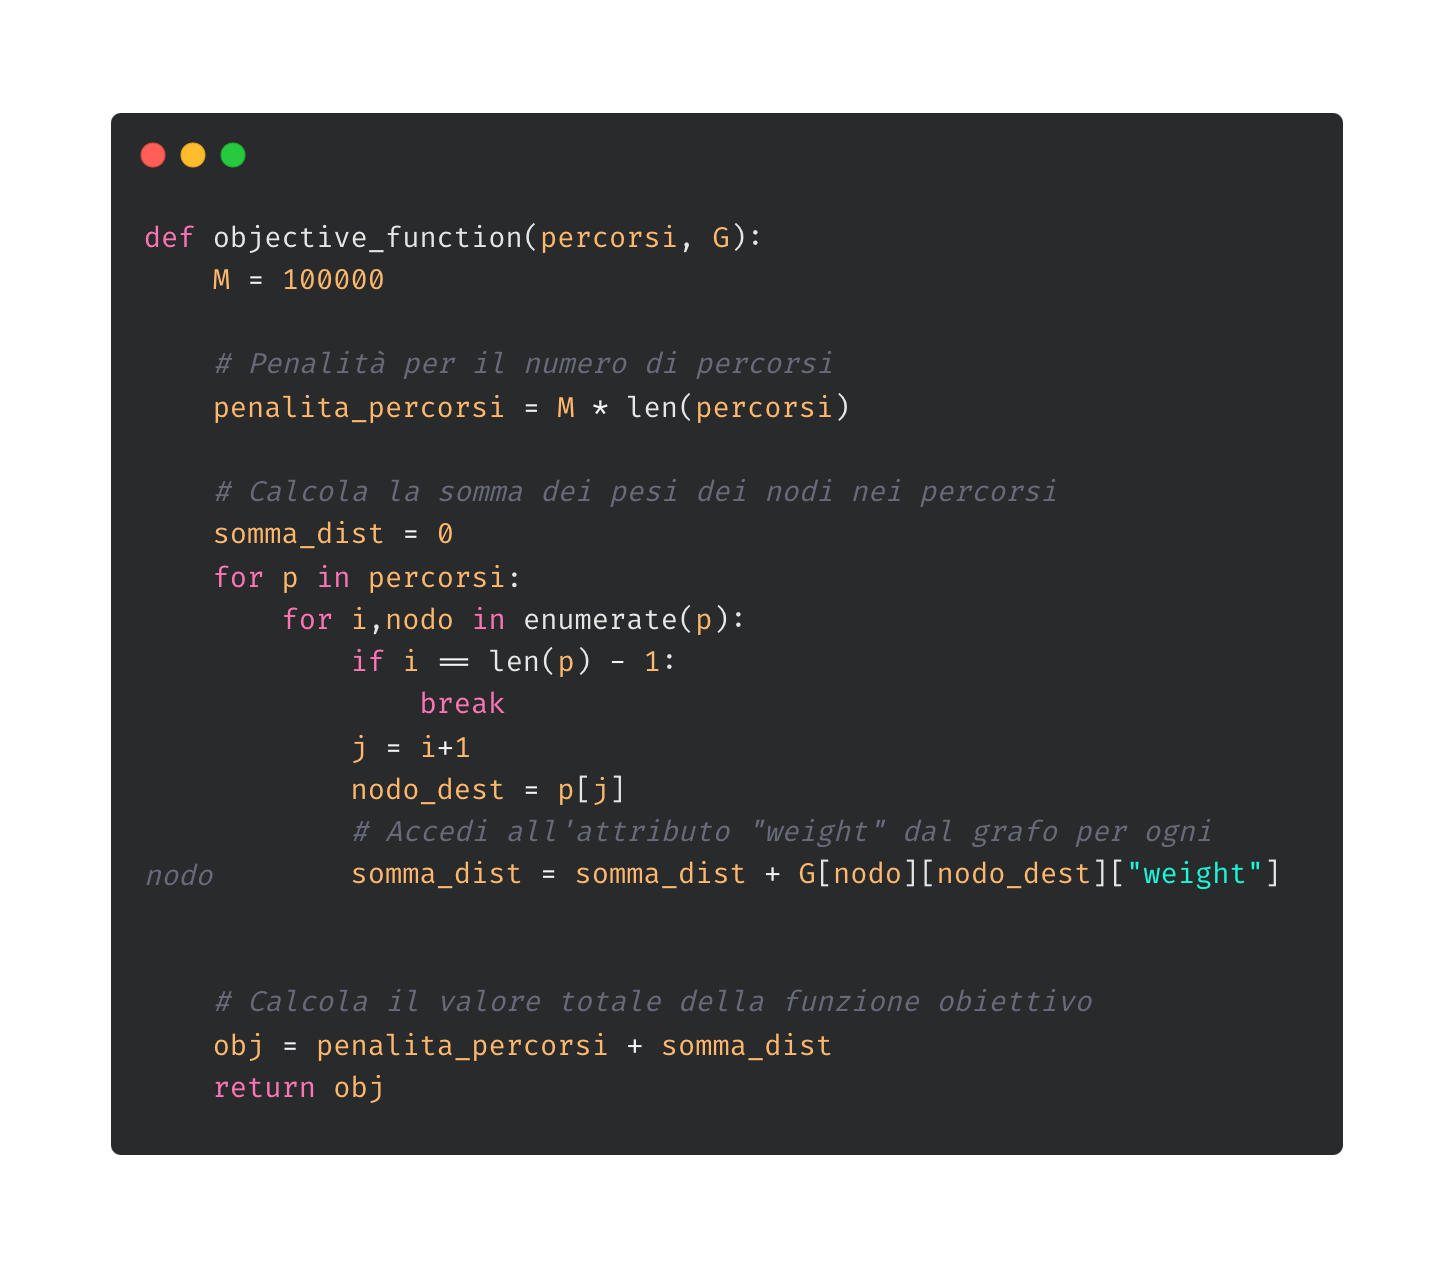 def objective_function(percorsi, G):
    M = 100000

    # Penalità per il numero di percorsi
    penalita_percorsi = M * len(percorsi)

    # Calcola la somma dei pesi dei nodi nei percorsi
    somma_dist = 0
    for p in percorsi:
        for i,nodo in enumerate(p):
            if i == len(p) - 1:
                break
            j = i+1
            nodo_dest = p[j]
            # Accedi all'attributo "weight" dal grafo per ogni
nodo        somma_dist = somma_dist + G[nodo][nodo_dest]["weight"]

    # Calcola il valore totale della funzione obiettivo
    obj = penalita_percorsi + somma_dist
    return obj